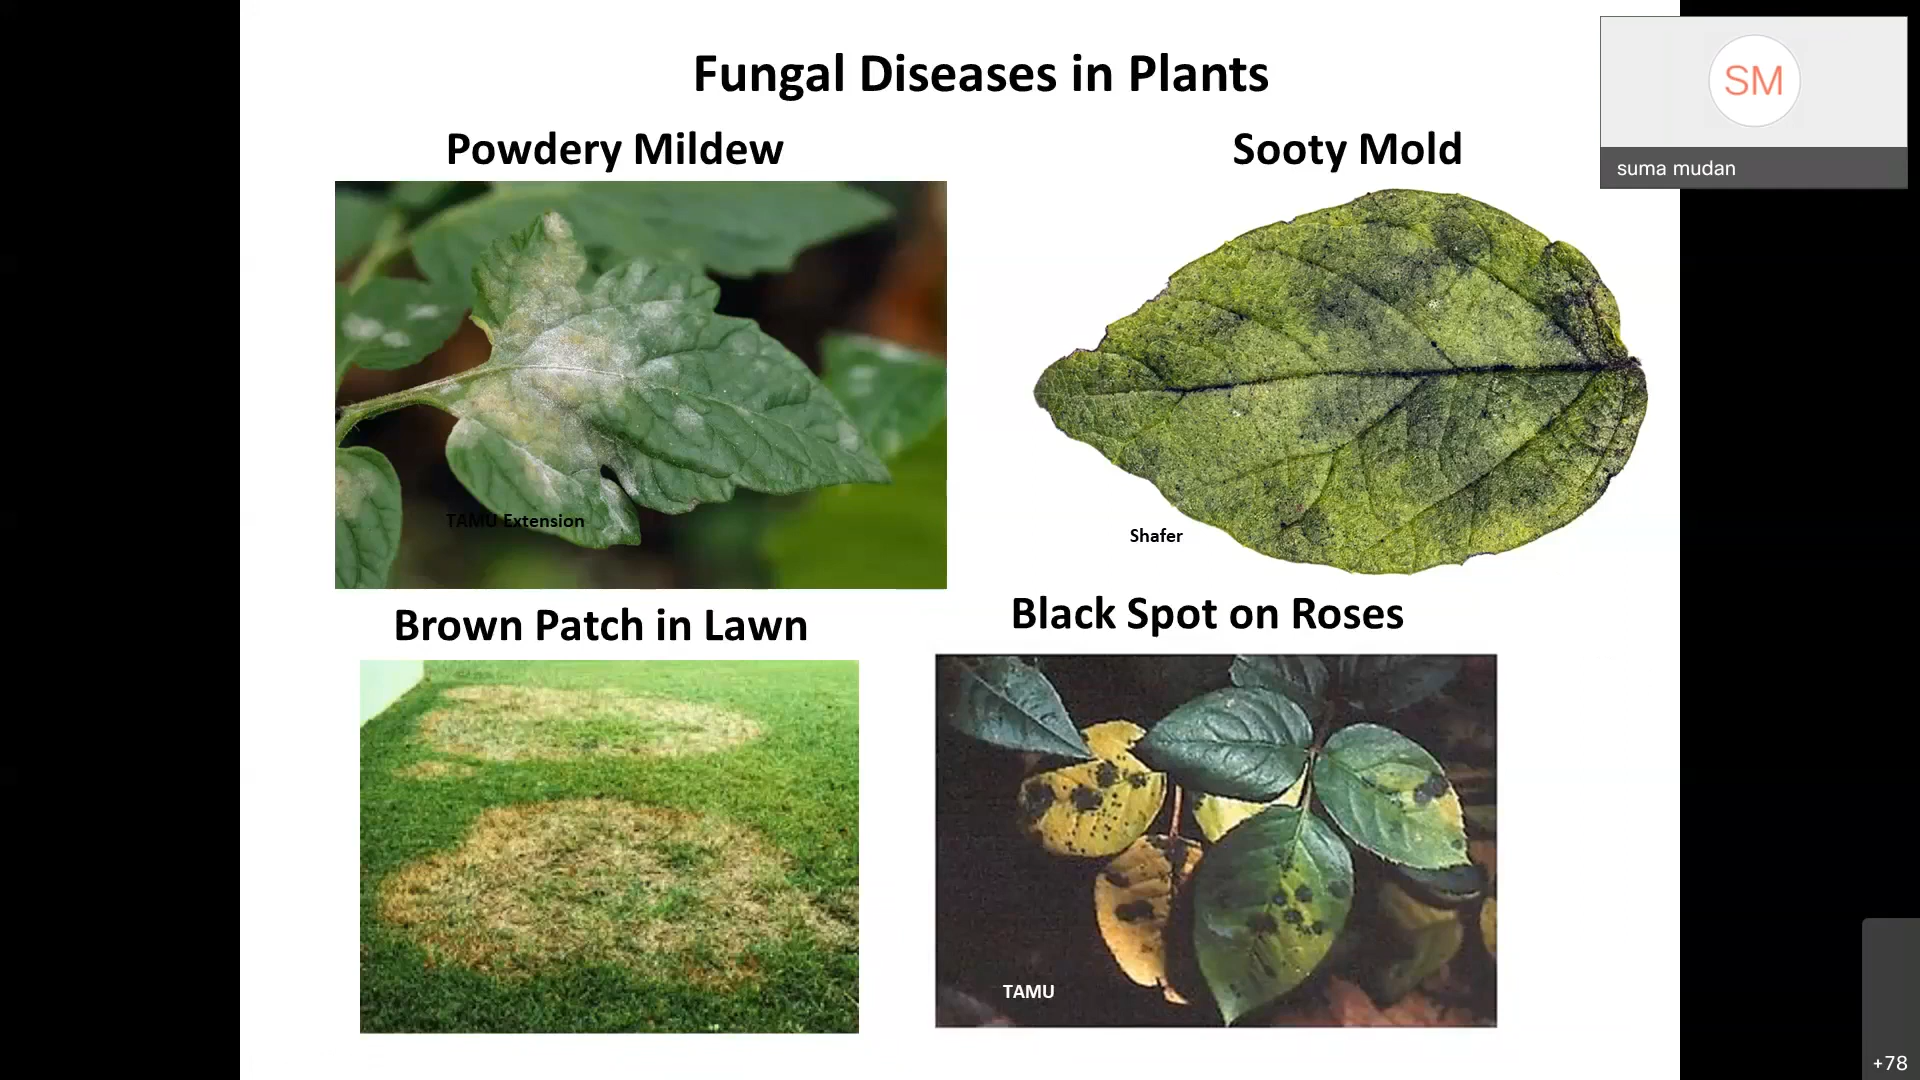 Fungal Diseases in Plants
Powdery Mildew
Sooty Mold
SM
suma mudan
TAMU Extension
Shafer
Brown Patch in Lawn
Black Spot on Roses
TAMU
+78